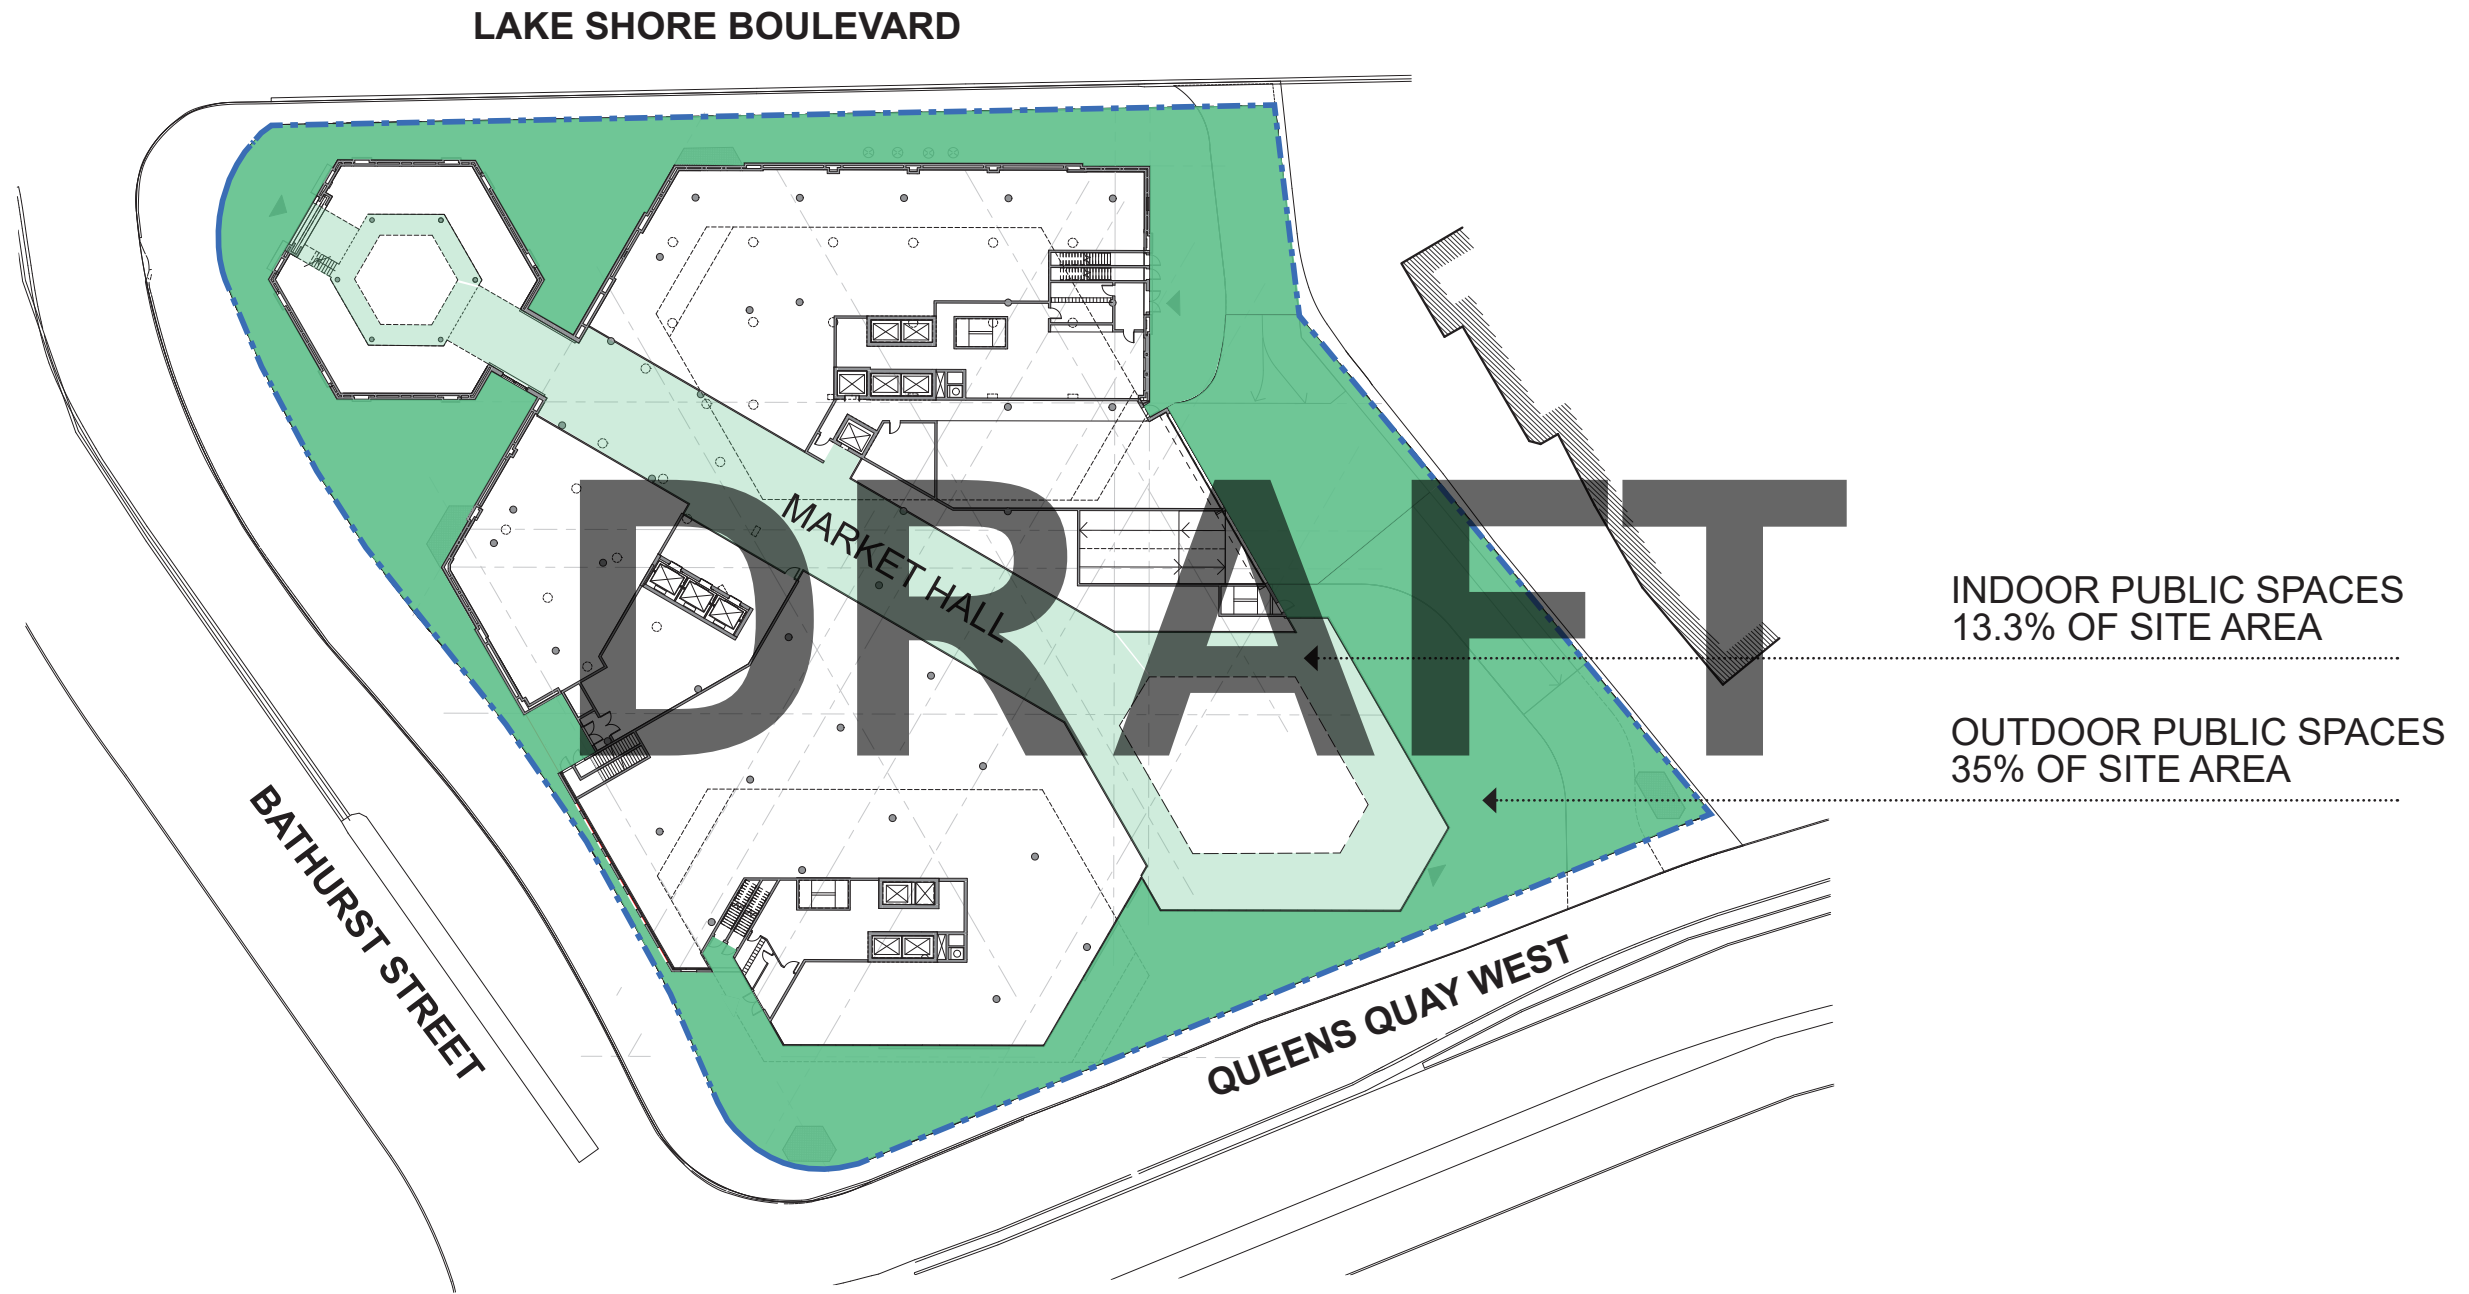 LAKE SHORE BOULEVARD
DRAFT
MARKET HALL
INDOOR PUBLIC SPACES
13.3% OF SITE AREA
OUTDOOR PUBLIC SPACES
35% OF SITE AREA
BATHURST STREET
QUEENS QUAY WEST